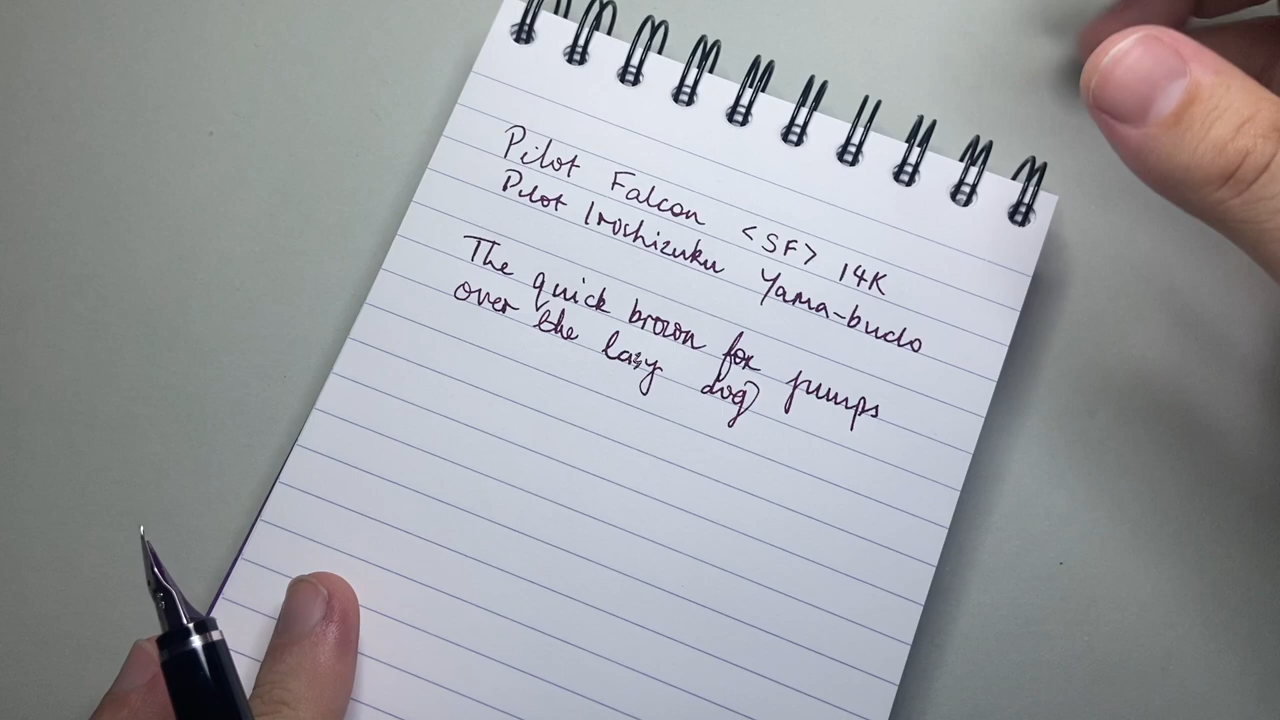 Pilot Falcon <SF> 14K
Pilot Iroshizuku Yama-budo
The quick brown fox jumps
over the lazy dog